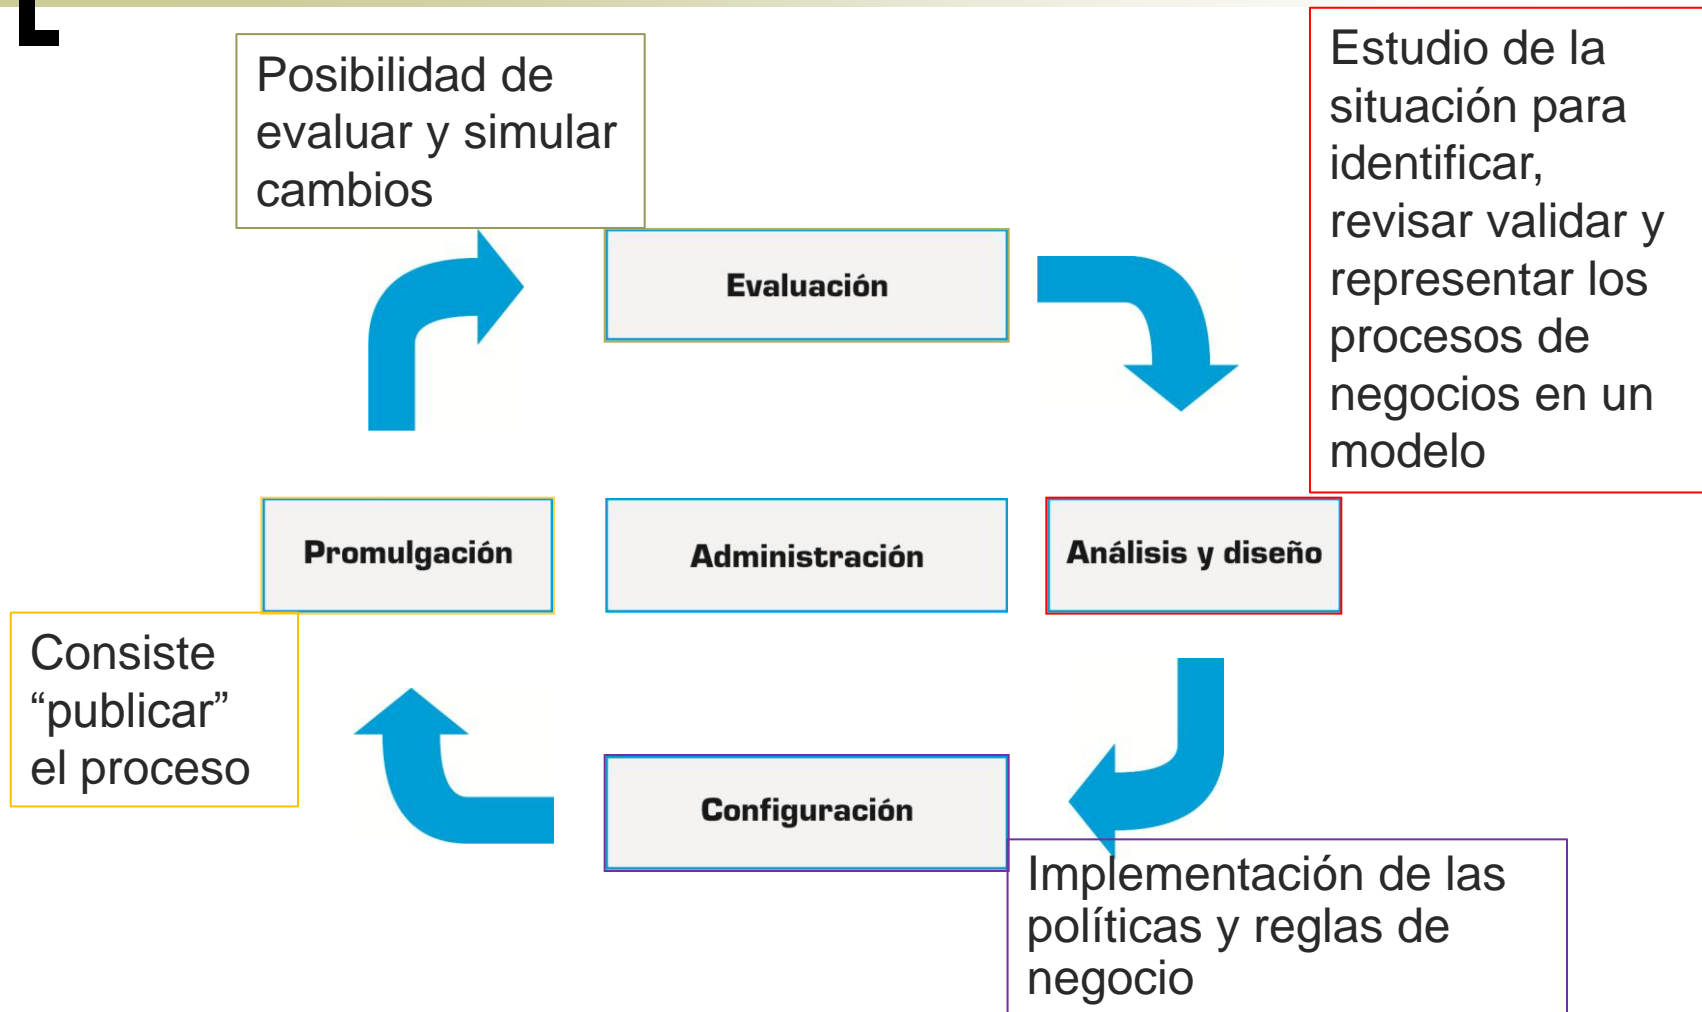 Posibilidad de
evaluar y simular
cambios
Estudio de la
situación para
identificar,
revisar validar y
representar los
procesos de
negocios en un
modelo
Evaluación
Promulgación
Administración
Análisis y diseño
Consiste
“publicar”
el proceso
Configuración
Implementación de las
políticas y reglas de
negocio